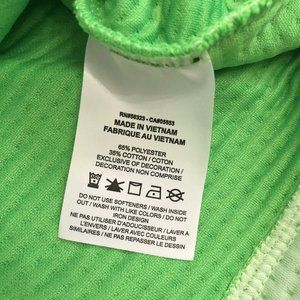 RN#56323 - CA#05553
MADE IN VIETNAM
FABRIQUE AU VIETNAM
65% POLYESTER
35% COTTON / COTON
EXCLUSIVE OF DECORATION /
DECORATION NON COMPRISE
DO NOT USE SOFTENERS / WASH INSIDE
OUT / WASH WITH LIKE COLORS / DO NOT
IRON DESIGN
NE PAS UTILISER D'ADOUCISSEUR / LAVER A
L'ENVERS / LAVER AVEC COULEURS
SIMILAIRES / NE PAS REPASSER LE DESSIN